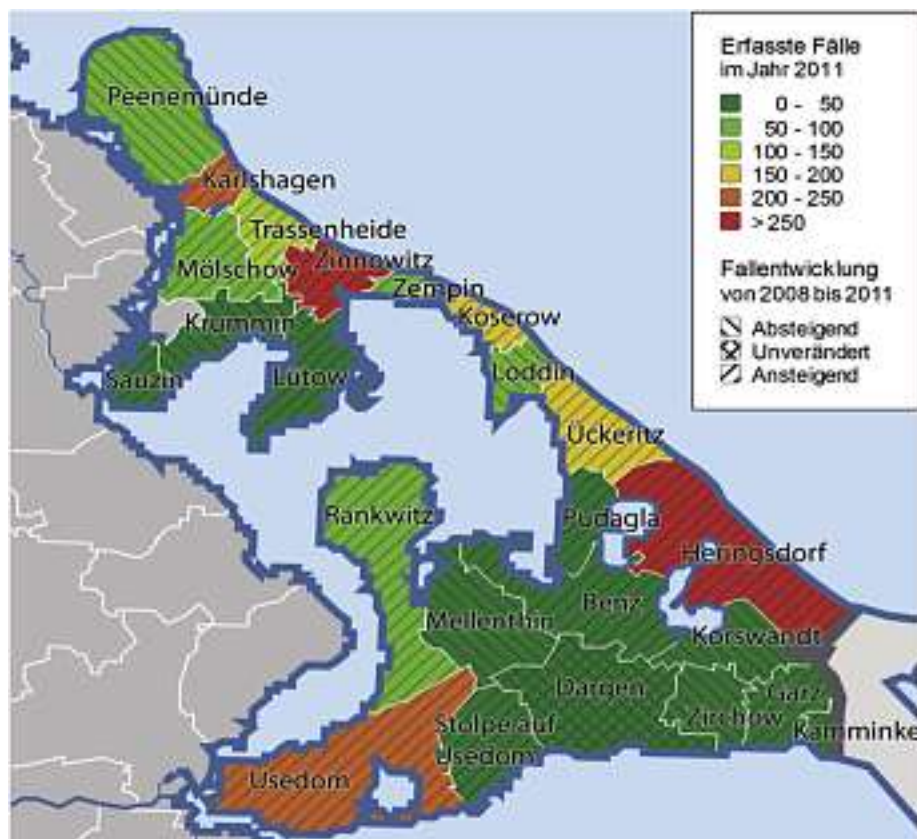 Erfasste Fälle
im Jahr 2011
0 - 50
50 - 100
100 - 150
150 - 200
200 - 250
> 250
Fallentwicklung
von 2008 bis 2011
Absteigend
Unverändert
Ansteigend
Peenemünde
Karlshagen
Trassenheide
Mölschow
Zinnowitz
Zempin
Koserow
Krummin
Sauzin
Lütow
Loddin
Ückeritz
Rankwitz
Pudagla
Heringsdorf
Mellenthin
Benz
Korswandt
Dargen
Garz
Zirchow
Kamminke
Stolpe auf
Usedom
Usedom